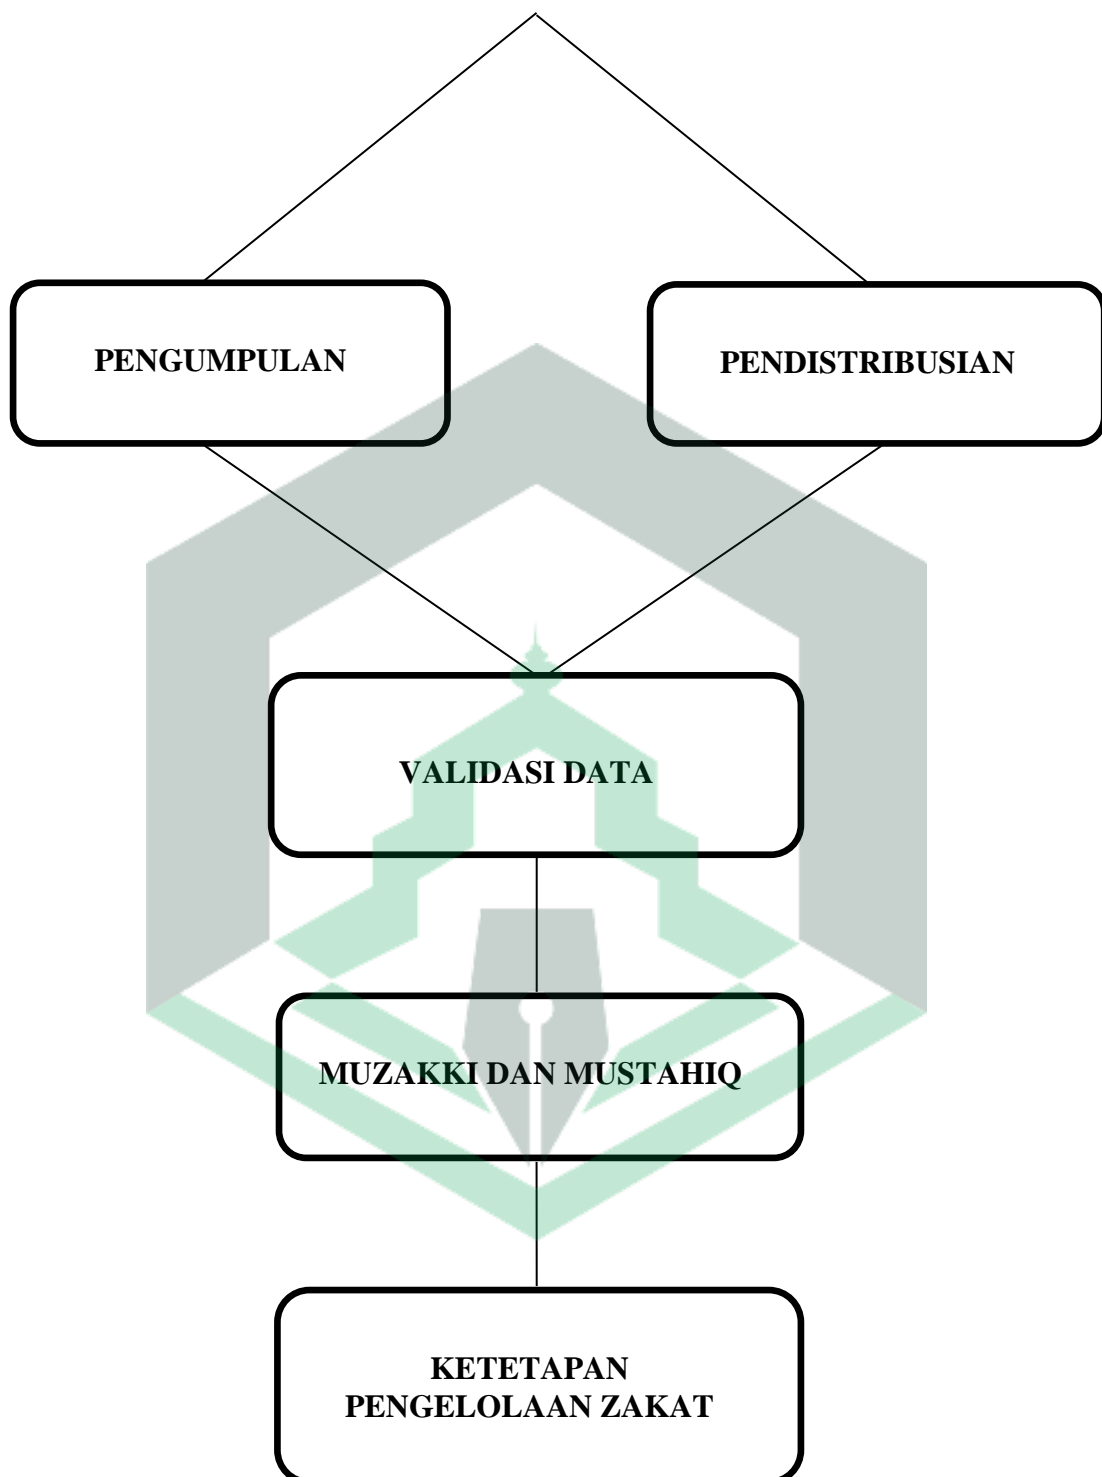 PENGUMPULAN
PENDISTRIBUSIAN
VALIDASI DATA
MUZAKKI DAN MUSTAHIQ
KETETAPAN
PENGELOLAAN ZAKAT